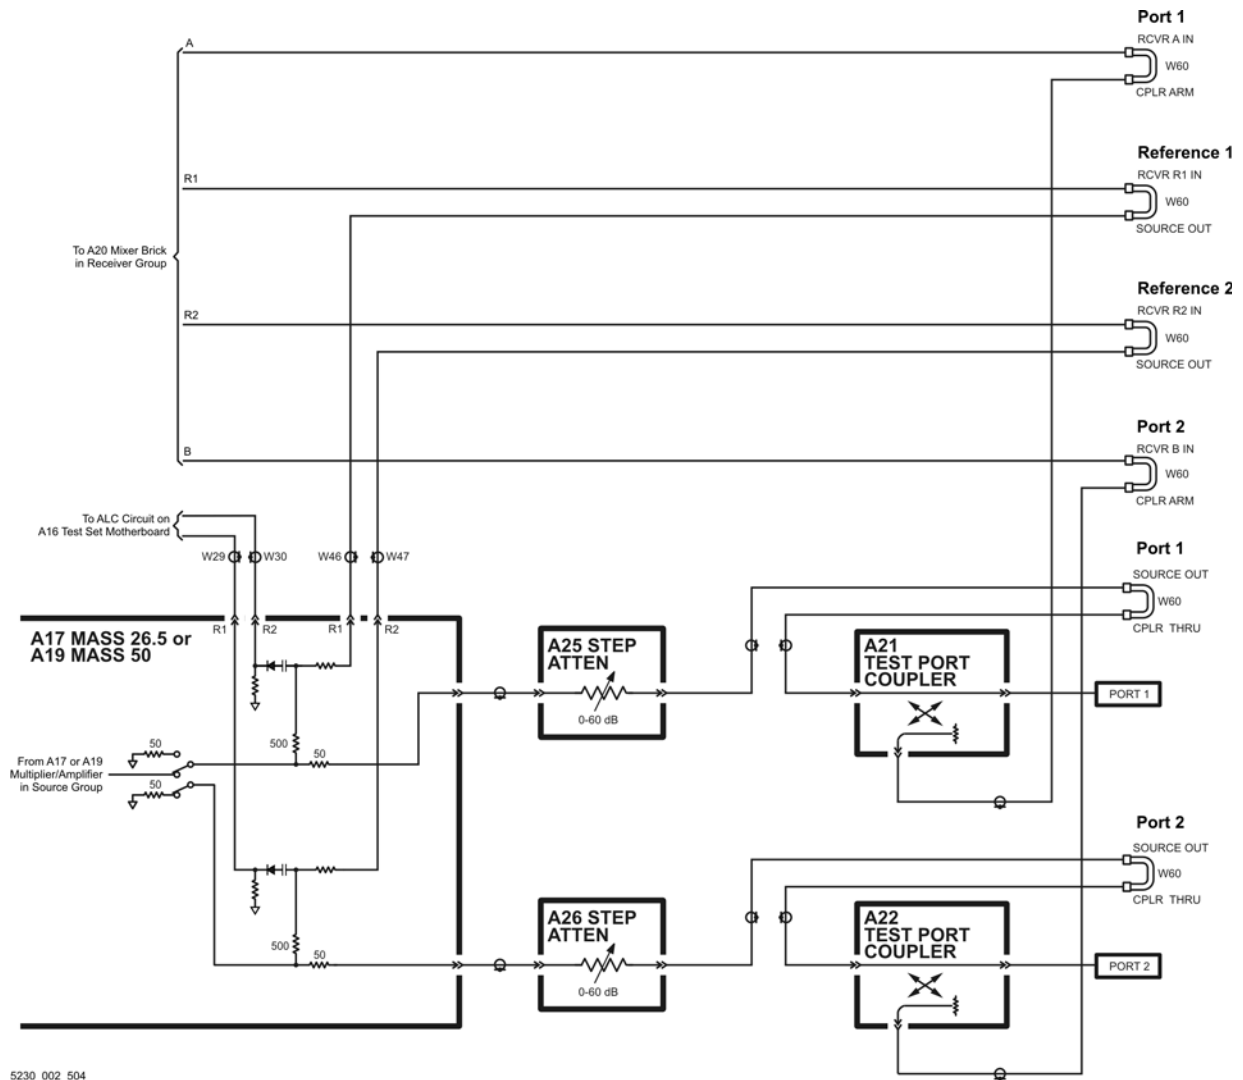 Port 1
A
RCVR A IN
W60
CPLR ARM
Reference 1
R1
RCVR R1 IN
W60
SOURCE OUT
To A20 Mixer Brick
in Receiver Group
Reference 2
R2
RCVR R2 IN
W60
SOURCE OUT
Port 2
B
RCVR B IN
W60
CPLR ARM
To ALC Circuit on
A16 Test Set Motherboard
W29
W30
W46
W47
Port 1
SOURCE OUT
W60
CPLR THRU
R1
R2
R1
R2
A17 MASS 26.5 or
A19 MASS 50
A25 STEP
ATTEN
0-60 dB
A21
TEST PORT
COUPLER
PORT 1
50
500
50
From A17 or A19
Multiplier/Amplifier
in Source Group
50
Port 2
SOURCE OUT
W60
CPLR THRU
A26 STEP
ATTEN
0-60 dB
A22
TEST PORT
COUPLER
500
50
PORT 2
5230_002_504